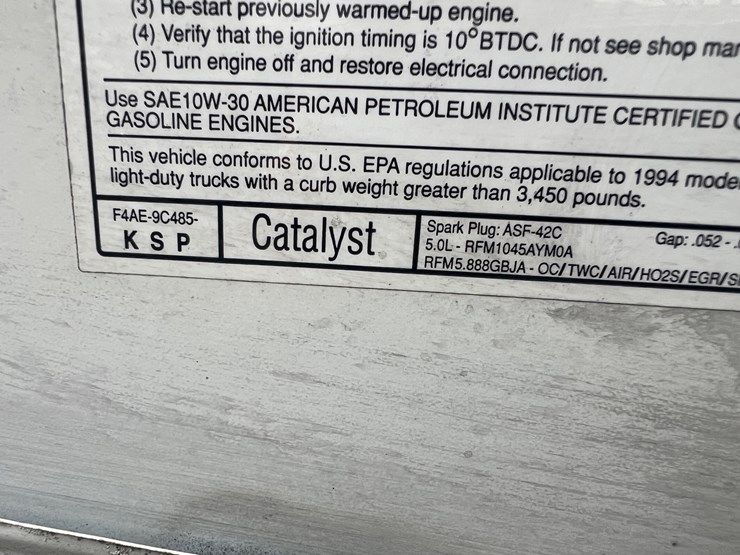 (3) Re-start previously warmed-up engine.
(4) Verify that the ignition timing is 10°BTDC. If not see shop
(5) Turn engine off and restore electrical connection.
Use SAE10W-30 AMERICAN PETROLEUM INSTITUTE CERTIFIED
GASOLINE ENGINES.
This vehicle conforms to U.S. EPA regulations applicable to 1994
light-duty trucks with a curb weight greater than 3,450 pounds.
F4AE-9C485-
K S P
Catalyst
Spark Plug: ASF-42C Gap: .052 -
5.0L - RFM1045AYM0A
RFM5.888GBJA - OC/TWC/AIR/HO2S/EGR/